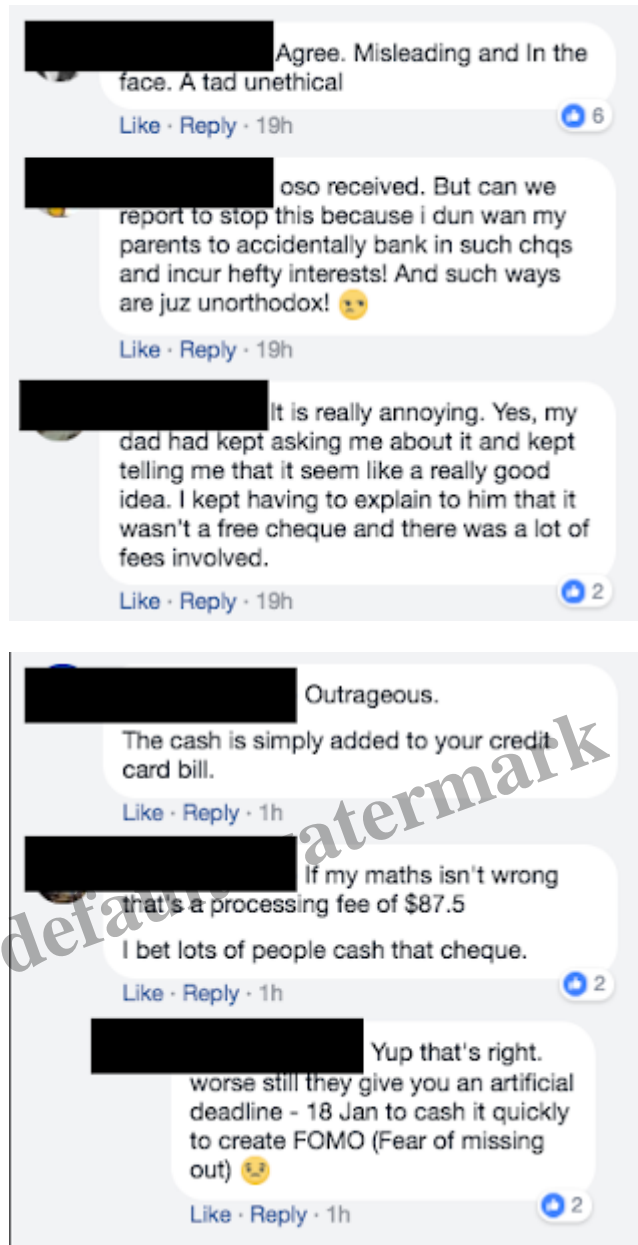 Agree. Misleading and In the
face. A tad unethical
6
Like · Reply · 19h
oso received. But can we
report to stop this because i dun wan my
parents to accidentally bank in such chqs
and incur hefty interests! And such ways
are juz unorthodox! 😒
Like · Reply · 19h
It is really annoying. Yes, my
dad had kept asking me about it and kept
telling me that it seem like a really good
idea. I kept having to explain to him that it
wasn't a free cheque and there was a lot of
fees involved.
2
Like · Reply · 19h
Outrageous.
The cash is simply added to your credit
card bill.
Like · Reply · 1h
If my maths isn't wrong
that's a processing fee of $87.5
I bet lots of people cash that cheque.
2
Like · Reply · 1h
Yup that's right.
worse still they give you an artificial
deadline - 18 Jan to cash it quickly
to create FOMO (Fear of missing
out) 😟
2
Like · Reply · 1h
default watermark